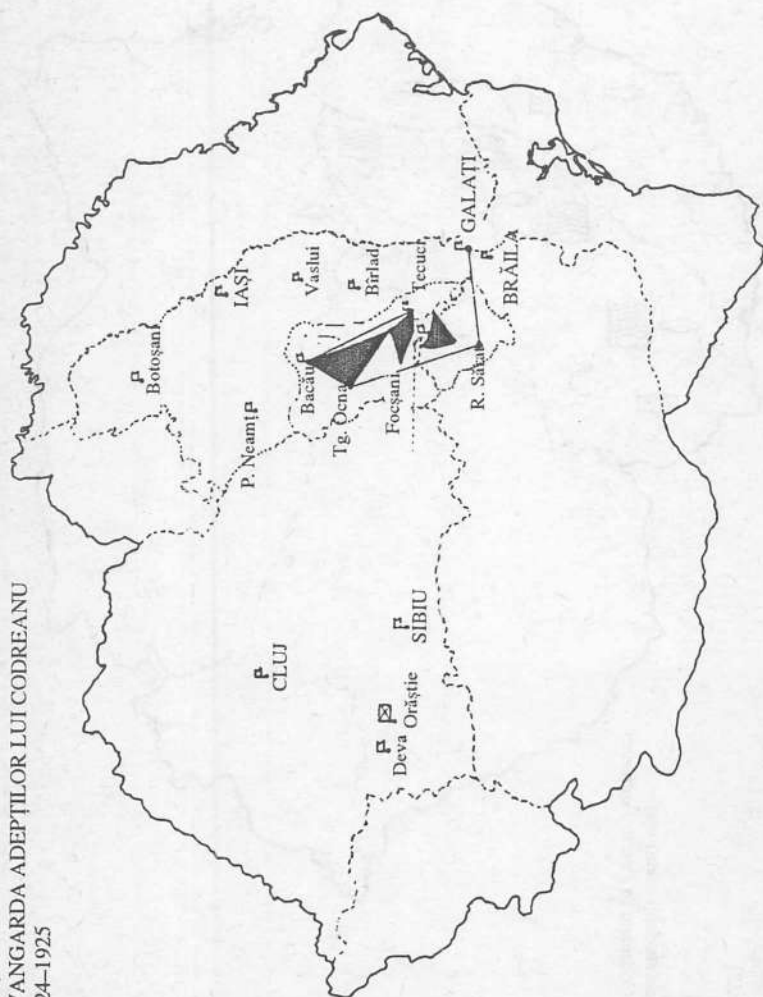 VANGARDA ADEPȚILOR LUI CODREANU
24–1925
Botoșani
IAȘI
P. Neamț
CLUJ
Vaslui
Bacău
Bîrlad
Tg. Ocna
Tecuci
Deva
Orăștie
SIBIU
Focșani
GALAȚI
R. Sărat
BRĂILA